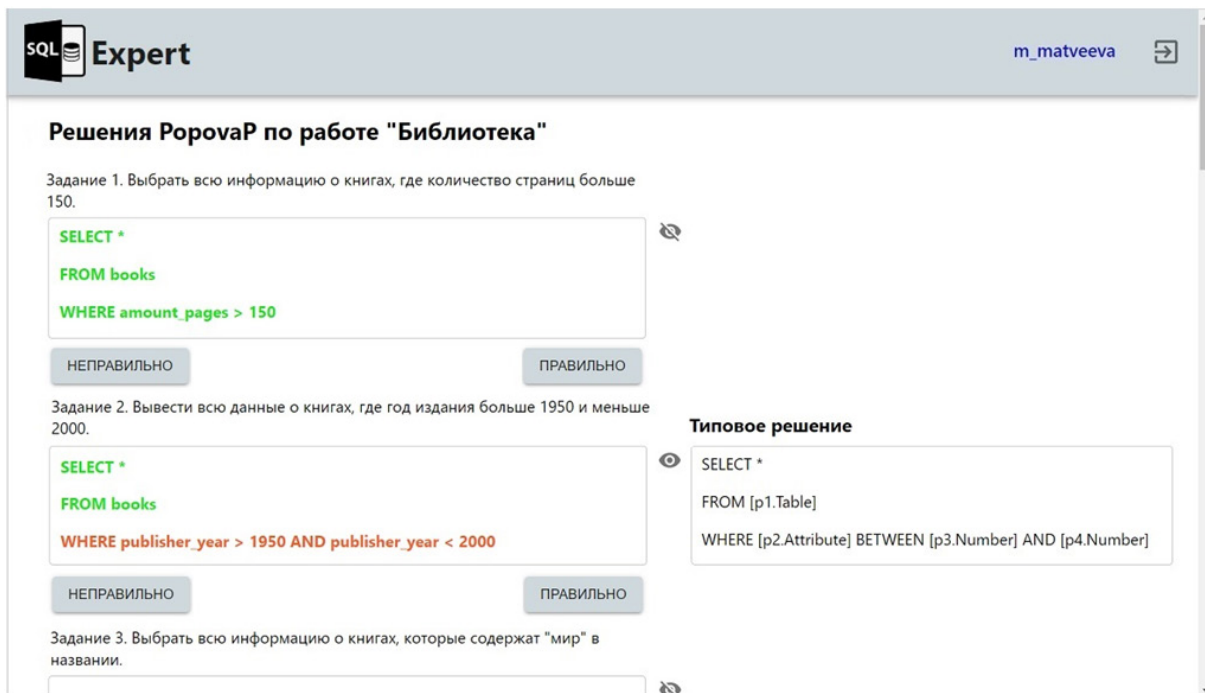 SQL Expert
m_matveeva
Решения PopovaP по работе "Библиотека"
Задание 1. Выбрать всю информацию о книгах, где количество страниц больше
150.
SELECT *
FROM books
WHERE amount_pages > 150
НЕПРАВИЛЬНО
ПРАВИЛЬНО
Задание 2. Вывести всю данные о книгах, где год издания больше 1950 и меньше
2000.
Типовое решение
SELECT *
FROM books
WHERE publisher_year > 1950 AND publisher_year < 2000
SELECT *
FROM [p1.Table]
WHERE [p2.Attribute] BETWEEN [p3.Number] AND [p4.Number]
НЕПРАВИЛЬНО
ПРАВИЛЬНО
Задание 3. Выбрать всю информацию о книгах, которые содержат "мир" в
названии.